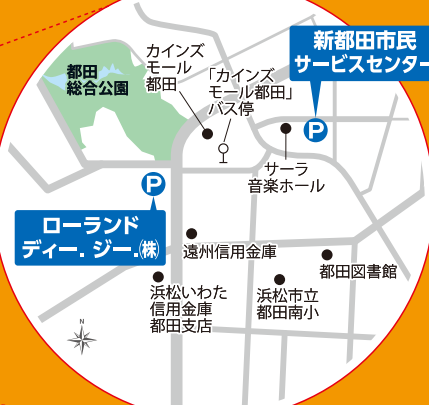 新都田市民
サービスセンター
カインズ
モール
都田
「カインズ
モール都田」
バス停
都田
総合公園
P
サーラ
音楽ホール
P
ローランド
ディー．ジー．㈱
遠州信用金庫
都田図書館
浜松いわた
信用金庫
都田支店
浜松市立
都田南小
N